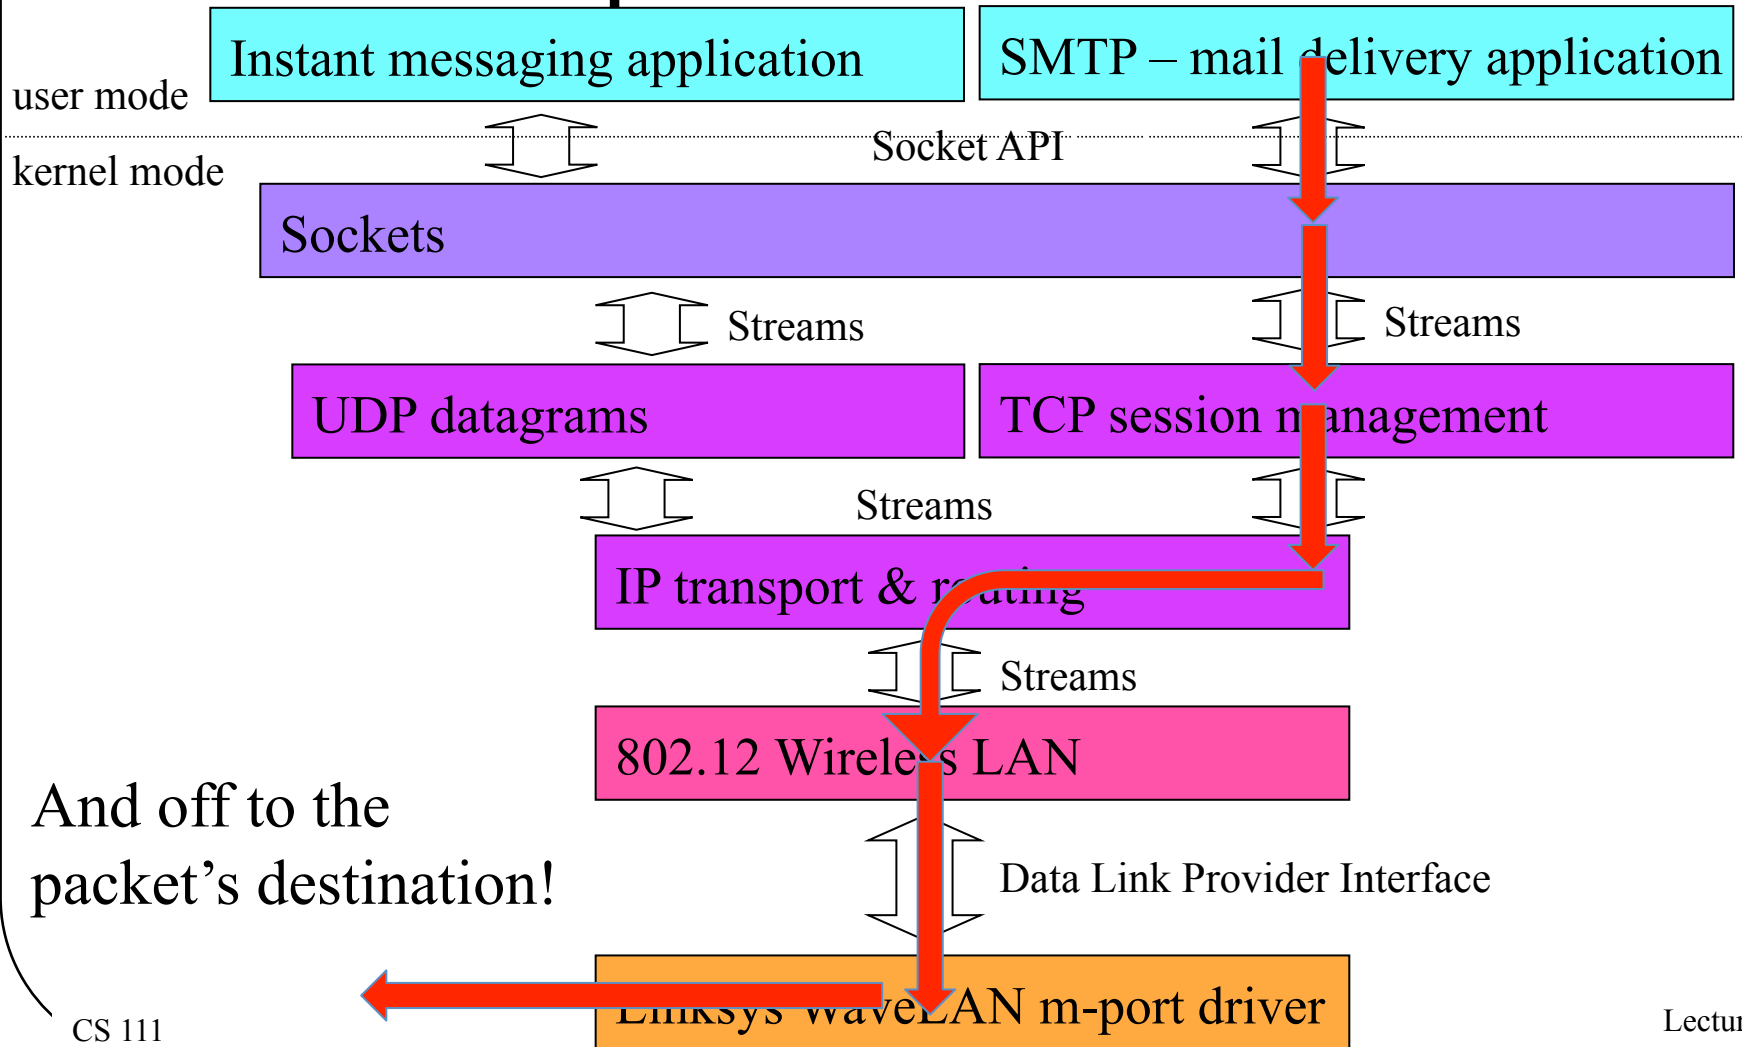 Instant messaging application
SMTP – mail delivery application
user mode
Socket API
kernel mode
Sockets
Streams
Streams
UDP datagrams
TCP session management
Streams
IP transport & routing
Streams
802.12 Wireless LAN
And off to the
packet's destination!
Data Link Provider Interface
Linksys WaveLAN m-port driver
CS 111